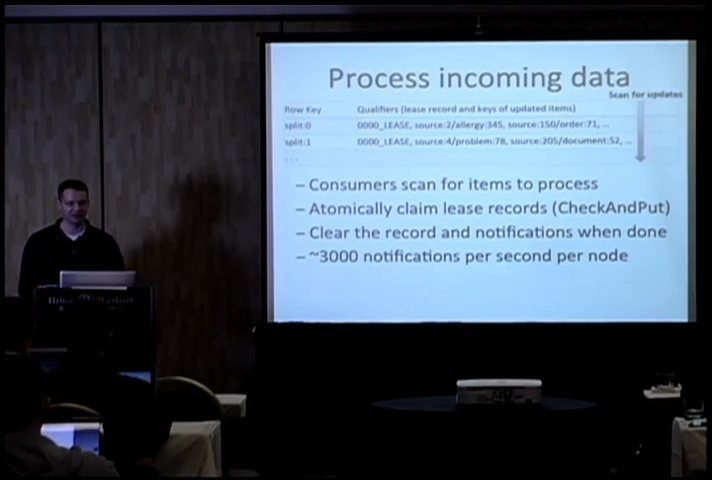 Process incoming data
Scan for updates
Row Key Qualifiers (lease record and keys of updated items)
split:0 0000_LEASE, source:2/allergy:345, source:150/order:71, ...
split:1 0000_LEASE, source:4/problem:78, source:205/document:52, ...
...
– Consumers scan for items to process
– Atomically claim lease records (CheckAndPut)
– Clear the record and notifications when done
– ~3000 notifications per second per node